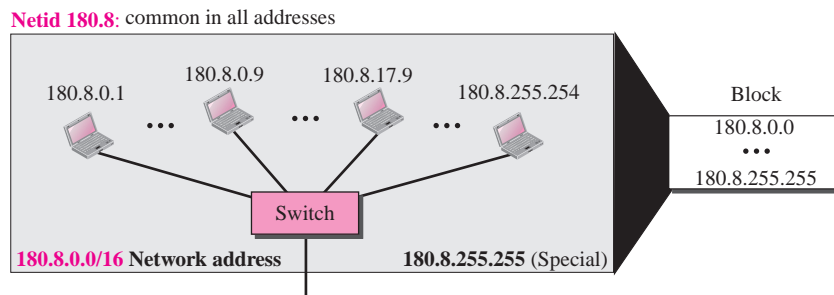 Netid 180.8: common in all addresses
180.8.0.1
180.8.0.9
180.8.17.9
180.8.255.254
Switch
180.8.0.0/16 Network address
180.8.255.255 (Special)
Block
180.8.0.0
180.8.255.255